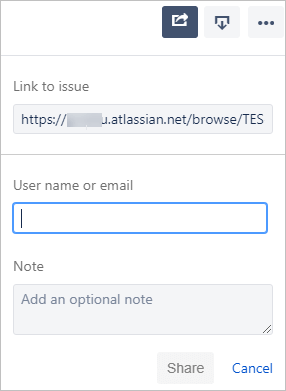 Link to issue
https://u.atlassian.net/browse/TES
User name or email
Note
Add an optional note
Share Cancel